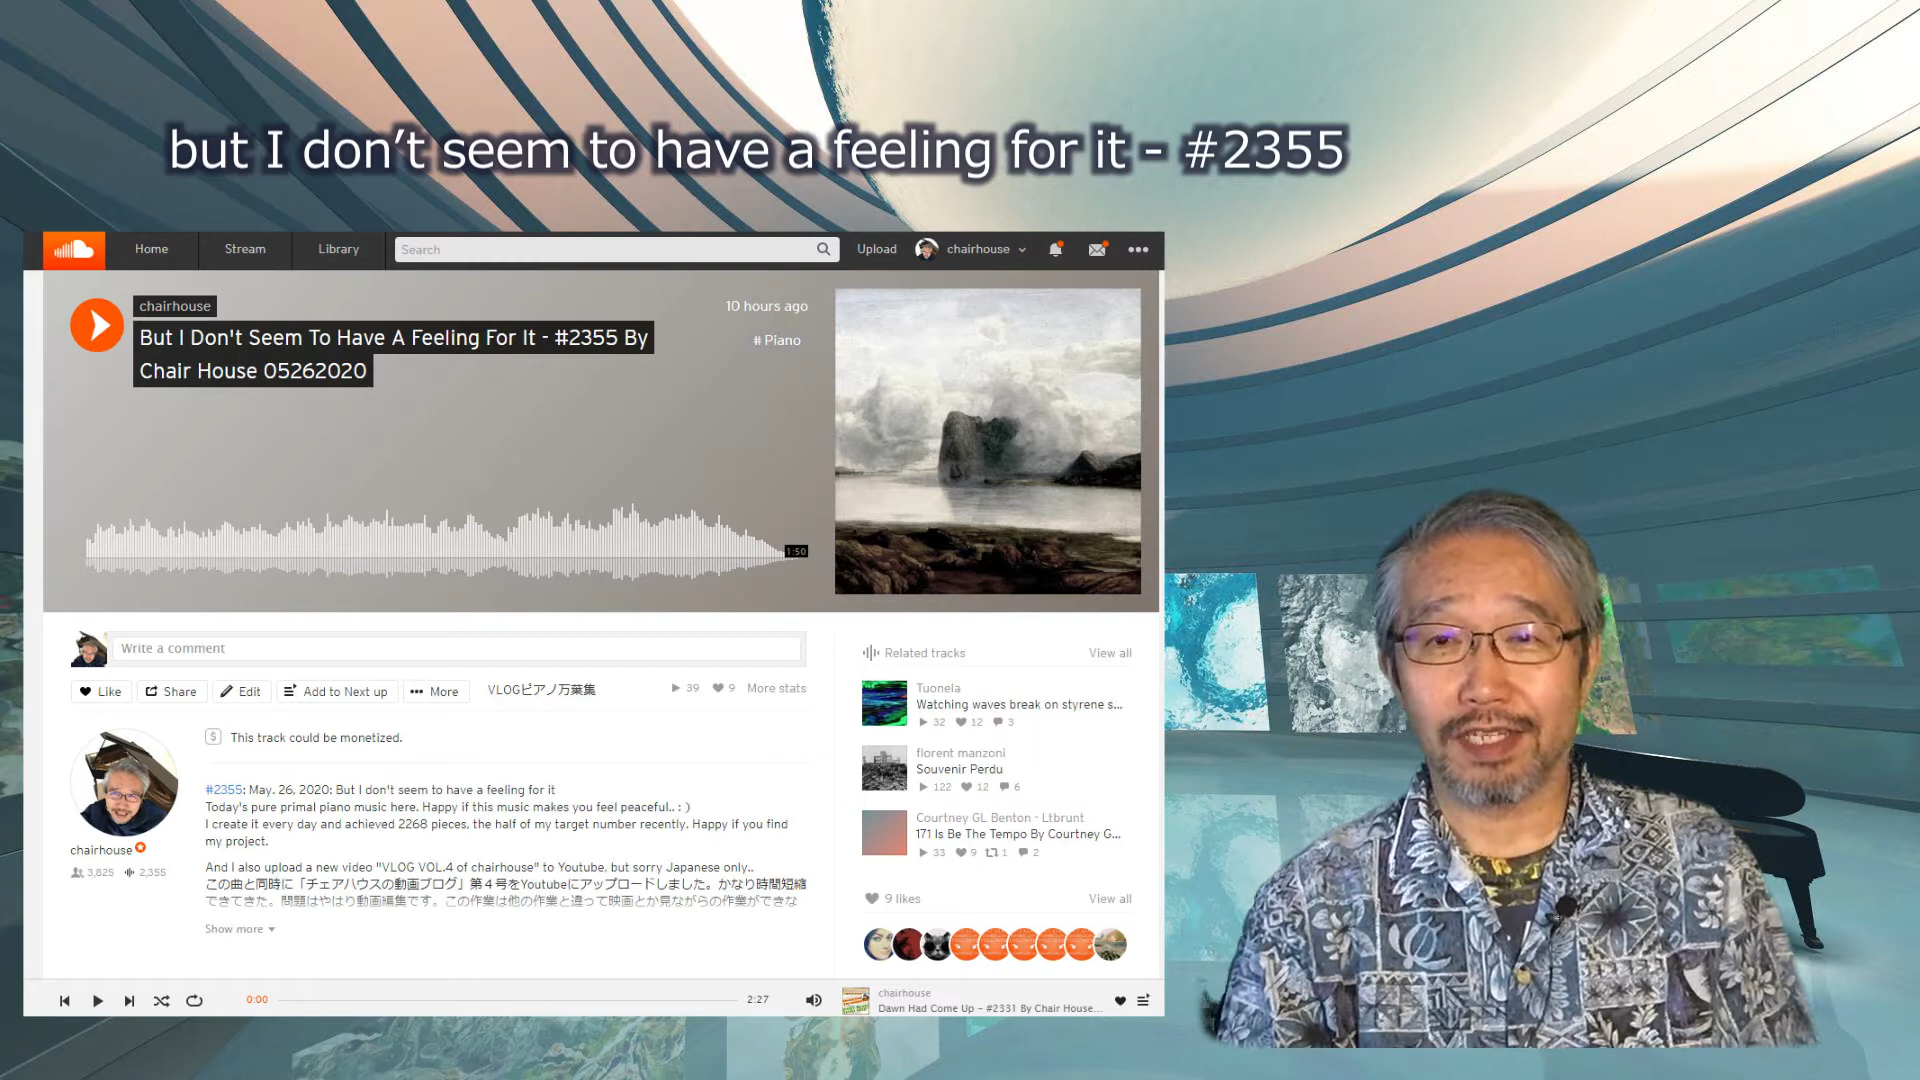 but I don't seem to have a feeling for it - #2355
Home
Stream
Library
Search
Upload
chairhouse
chairhouse
10 hours ago
But I Don't Seem To Have A Feeling For It - #2355 By
Chair House 05262020
# Piano
1:50
Write a comment
Like
Share
Edit
Add to Next up
More
VLOGピアノ万葉集
39
9
More stats
$
This track could be monetized.
#2355: May. 26, 2020: But I don't seem to have a feeling for it
Today's pure primal piano music here. Happy if this music makes you feel peaceful.. : )
I create it every day and achieved 2268 pieces, the half of my target number recently. Happy if you find
my project.
And I also upload a new video "VLOG VOL.4 of chairhouse" to Youtube, but sorry Japanese only..
この曲と同時に「チェアハウスの動画ブログ」第４号をYoutubeにアップロードしました。かなり時間短縮
できてきた。問題はやはり動画編集です。この作業は他の作業と違って映画とか見ながらの作業ができな
Show more
chairhouse
3,825
2,355
Related tracks
View all
Tuonela
Watching waves break on styrene s...
32
12
3
florent manzoni
Souvenir Perdu
122
12
6
Courtney GL Benton - Ltbrunt
171 Is Be The Tempo By Courtney G...
33
9
1
2
9 likes
View all
0:00
2:27
chairhouse
Dawn Had Come Up - #2331 By Chair House...